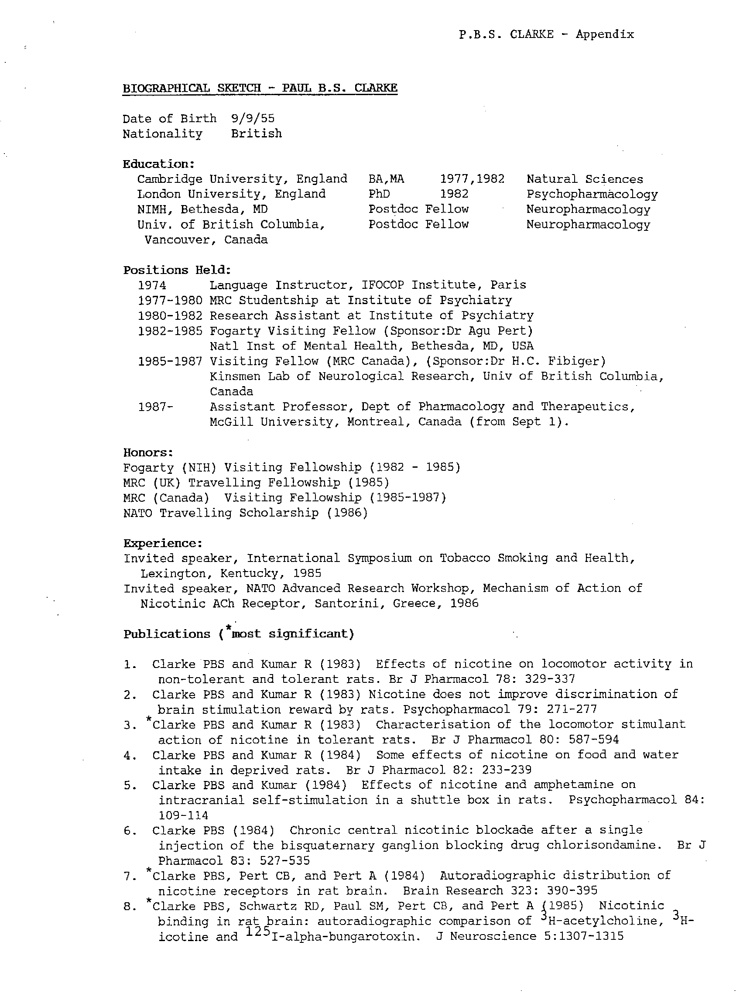 P.B.S. CLARKE - Appendix
BIOGRAPHICAL SKETCH - PAUL B.S. CLARKE
Date of Birth 9/9/55
Nationality British
Education:
Cambridge University, England BA,MA 1977,1982 Natural Sciences
London University, England PhD 1982 Psychopharmacology
NIMH, Bethesda, MD Postdoc Fellow Neuropharmacology
Univ. of British Columbia, Postdoc Fellow Neuropharmacology
Vancouver, Canada
Positions Held:
1974 Language Instructor, IFOCOP Institute, Paris
1977-1980 MRC Studentship at Institute of Psychiatry
1980-1982 Research Assistant at Institute of Psychiatry
1982-1985 Fogarty Visiting Fellow (Sponsor:Dr Agu Pert)
Natl Inst of Mental Health, Bethesda, MD, USA
1985-1987 Visiting Fellow (MRC Canada), (Sponsor:Dr H.C. Fibiger)
Kinsmen Lab of Neurological Research, Univ of British Columbia,
Canada
1987- Assistant Professor, Dept of Pharmacology and Therapeutics,
McGill University, Montreal, Canada (from Sept 1).
Honors:
Fogarty (NIH) Visiting Fellowship (1982 - 1985)
MRC (UK) Travelling Fellowship (1985)
MRC (Canada) Visiting Fellowship (1985-1987)
NATO Travelling Scholarship (1986)
Experience:
Invited speaker, International Symposium on Tobacco Smoking and Health,
Lexington, Kentucky, 1985
Invited speaker, NATO Advanced Research Workshop, Mechanism of Action of
Nicotinic ACh Receptor, Santorini, Greece, 1986
Publications (*most significant)
1. Clarke PBS and Kumar R (1983) Effects of nicotine on locomotor activity in
non-tolerant and tolerant rats. Br J Pharmacol 78: 329-337
2. Clarke PBS and Kumar R (1983) Nicotine does not improve discrimination of
brain stimulation reward by rats. Psychopharmacol 79: 271-277
3. *Clarke PBS and Kumar R (1983) Characterisation of the locomotor stimulant
action of nicotine in tolerant rats. Br J Pharmacol 80: 587-594
4. Clarke PBS and Kumar R (1984) Some effects of nicotine on food and water
intake in deprived rats. Br J Pharmacol 82: 233-239
5. Clarke PBS and Kumar (1984) Effects of nicotine and amphetamine on
intracranial self-stimulation in a shuttle box in rats. Psychopharmacol 84:
109-114
6. Clarke PBS (1984) Chronic central nicotinic blockade after a single
injection of the bisquaternary ganglion blocking drug chlorisondamine. Br J
Pharmacol 83: 527-535
7. *Clarke PBS, Pert CB, and Pert A (1984) Autoradiographic distribution of
nicotine receptors in rat brain. Brain Research 323: 390-395
8. *Clarke PBS, Schwartz RD, Paul SM, Pert CB, and Pert A (1985) Nicotinic
binding in rat brain: autoradiographic comparison of ³H-acetylcholine, ³H-
icotine and ¹²⁵I-alpha-bungarotoxin. J Neuroscience 5:1307-1315